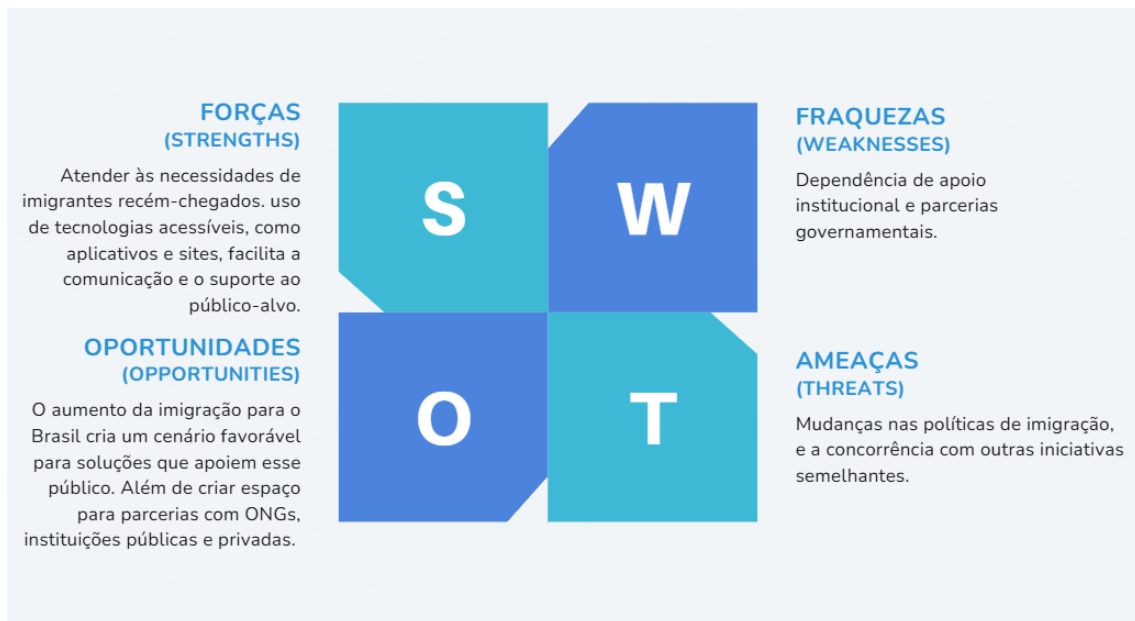 FORÇAS
(STRENGTHS)
Atender às necessidades de
imigrantes recém-chegados. uso
de tecnologias acessíveis, como
aplicativos e sites, facilita a
comunicação e o suporte ao
público-alvo.
S
W
FRAQUEZAS
(WEAKNESSES)
Dependência de apoio
institucional e parcerias
governamentais.
OPORTUNIDADES
(OPPORTUNITIES)
O aumento da imigração para o
Brasil cria um cenário favorável
para soluções que apoiem esse
público. Além de criar espaço
para parcerias com ONGs,
instituições públicas e privadas.
O
T
AMEAÇAS
(THREATS)
Mudanças nas políticas de imigração,
e a concorrência com outras iniciativas
semelhantes.